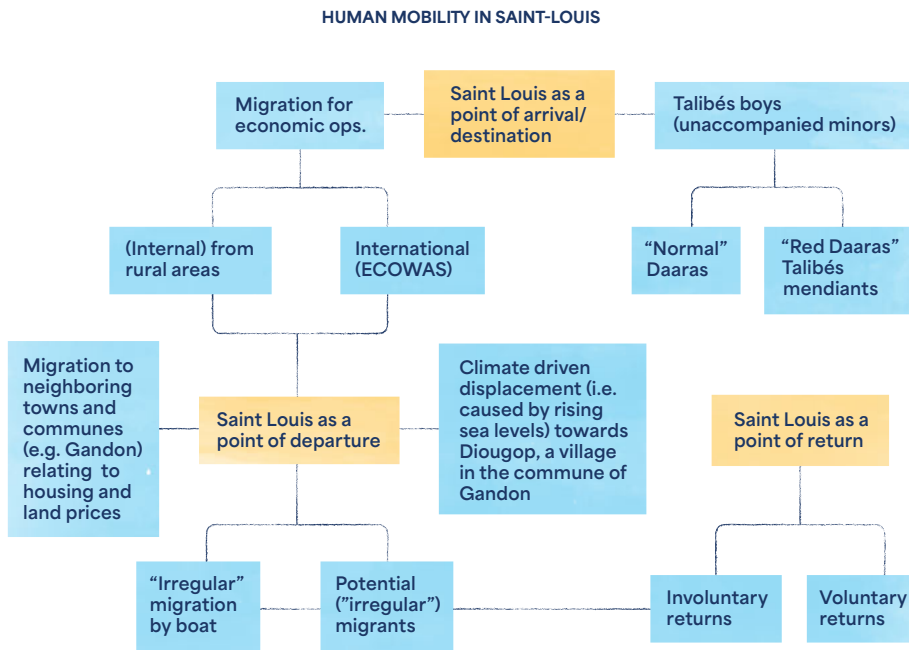 HUMAN MOBILITY IN SAINT-LOUIS
Migration for
economic ops.
Saint Louis as a
point of arrival/
destination
Talibés boys
(unaccompanied minors)
(Internal) from
rural areas
International
(ECOWAS)
“Normal”
Daaras
“Red Daaras”
Talibés
mendiants
Migration to
neighboring
towns and
communes
(e.g. Gandon)
relating to
housing and
land prices
Saint Louis as a
point of departure
Climate driven
displacement (i.e.
caused by rising
sea levels) towards
Diougop, a village
in the commune of
Gandon
Saint Louis as a
point of return
“Irregular”
migration
by boat
Potential
("irregular”)
migrants
Involuntary
returns
Voluntary
returns